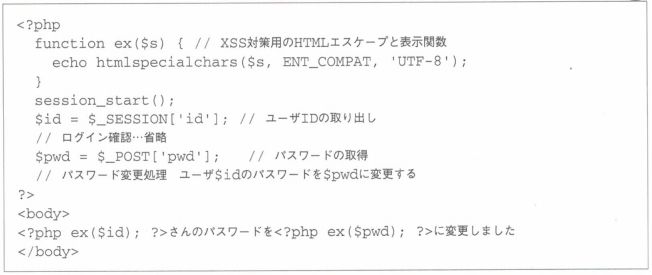 <?php
  function ex($s) { // XSS対策用のHTMLエスケープと表示関数
    echo htmlspecialchars($s, ENT_COMPAT, 'UTF-8');
  }
  session_start();
  $id = $_SESSION['id']; // ユーザIDの取り出し
  // ログイン確認…省略
  $pwd = $_POST['pwd'];   // パスワードの取得
  // パスワード変更処理　ユーザ$idのパスワードを$pwdに変更する
?>
<body>
<?php ex($id); ?>さんのパスワードを<?php ex($pwd); ?>に変更しました
</body>